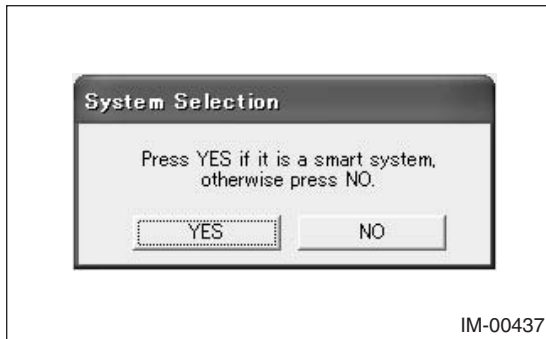 System Selection
Press YES if it is a smart system,
otherwise press NO.
YES NO
IM-00437